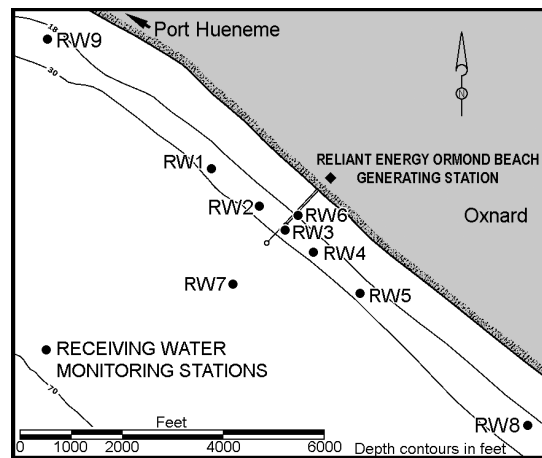 Port Hueneme
18
RW9
30
N
RELIANT ENERGY ORMOND BEACH
GENERATING STATION
RW1
RW2
RW6
Oxnard
RW3
RW4
RW7
RW5
RECEIVING WATER
MONITORING STATIONS
70
RW8
Feet
0 1000 2000 4000 6000
Depth contours in feet